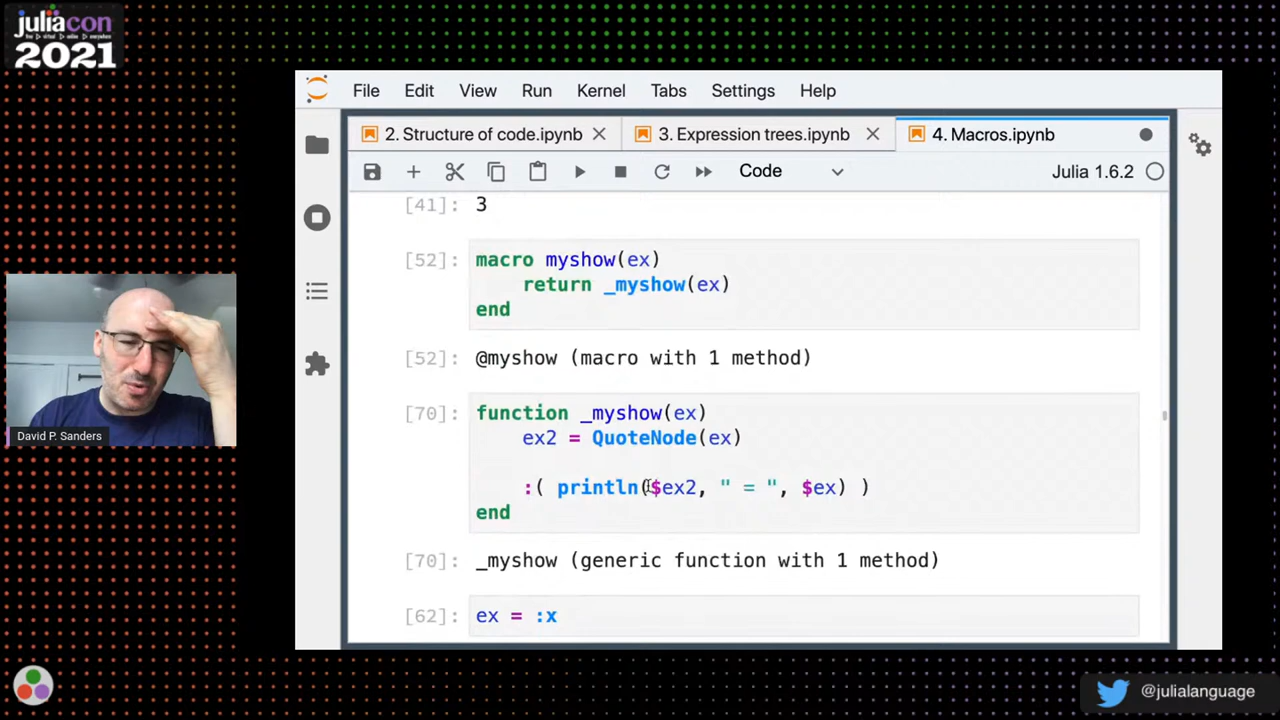 juliacon
2021
File Edit View Run Kernel Tabs Settings Help
2. Structure of code.ipynb 3. Expression trees.ipynb 4. Macros.ipynb
Code Julia 1.6.2
[41]: 3
[52]: macro myshow(ex)
return _myshow(ex)
end
[52]: @myshow (macro with 1 method)
[70]: function _myshow(ex)
ex2 = QuoteNode(ex)
:( println($ex2, " = ", $ex) )
end
[70]: _myshow (generic function with 1 method)
[62]: ex = :x
David P. Sanders
@julialanguage